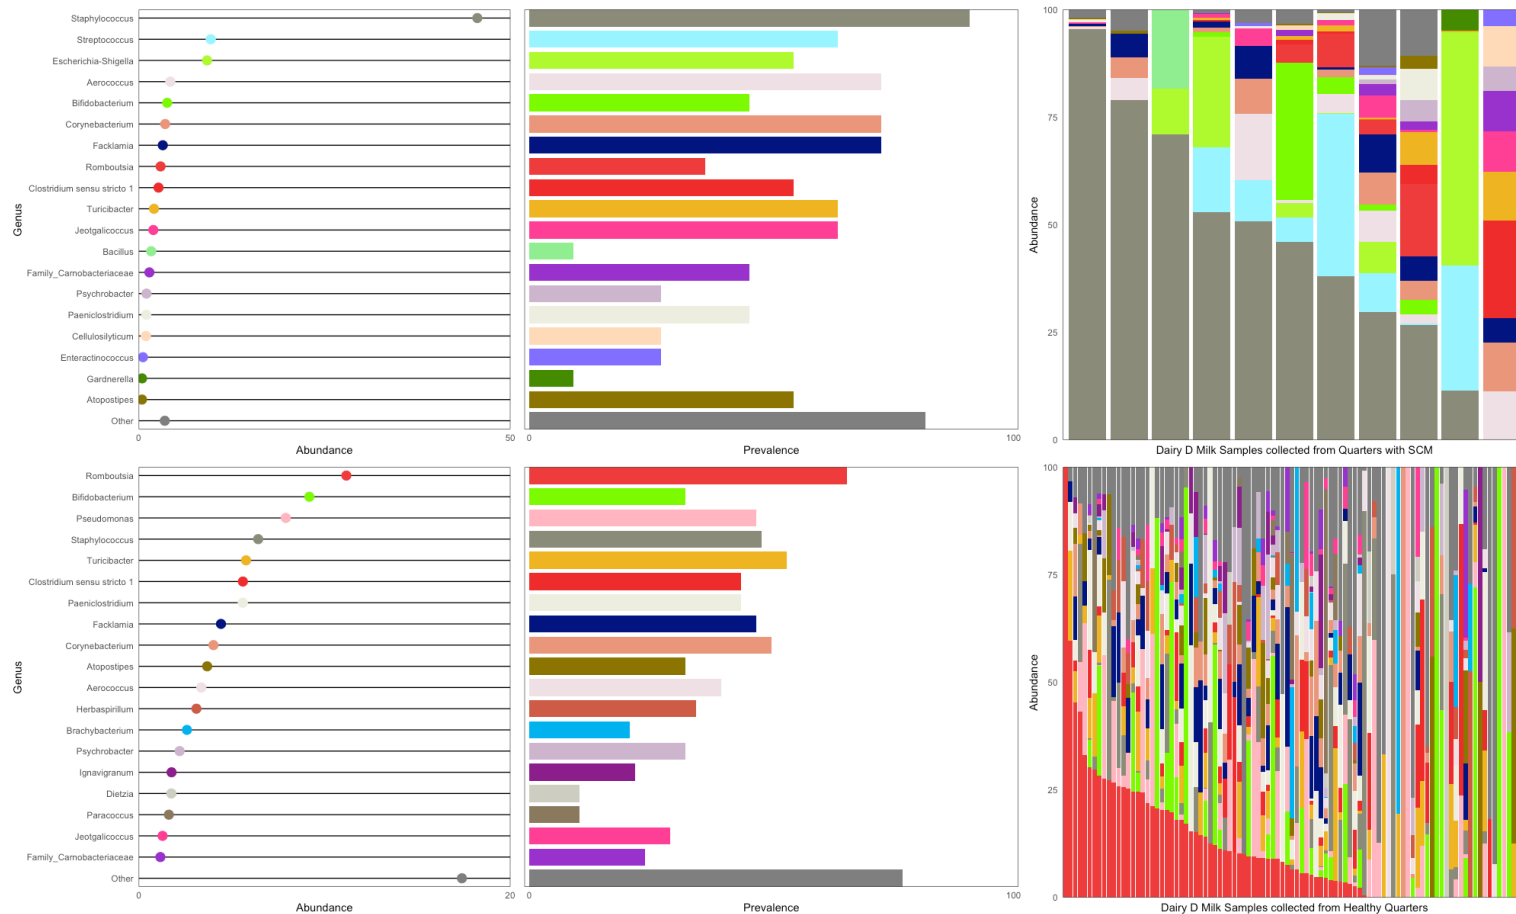 Staphylococcus
Streptococcus
Escherichia-Shigella
Aerococcus
Bifidobacterium
Corynebacterium
Facklamia
Romboutsia
Clostridium sensu stricto 1
Turicibacter
Jeotgalicoccus
Bacillus
Family_Carnobacteriaceae
Psychrobacter
Paeniclostridium
Cellulosilyticum
Enteractinococcus
Gardnerella
Atopostipes
Other
Genus
0 50
Abundance
0 100
Prevalence
100
75
50
25
0
Abundance
Dairy D Milk Samples collected from Quarters with SCM
Romboutsia
Bifidobacterium
Pseudomonas
Staphylococcus
Turicibacter
Clostridium sensu stricto 1
Paeniclostridium
Facklamia
Corynebacterium
Atopostipes
Aerococcus
Herbaspirillum
Brachybacterium
Psychrobacter
Ignavigranum
Dietzia
Paracoccus
Jeotgalicoccus
Family_Carnobacteriaceae
Other
Genus
0 20
Abundance
0 100
Prevalence
100
75
50
25
0
Abundance
Dairy D Milk Samples collected from Healthy Quarters